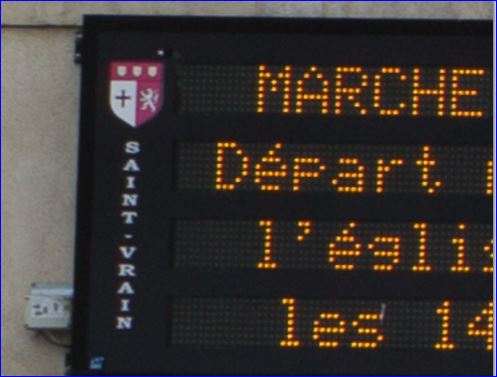 SAINT-VRAIN
MARCHE
Départ
l'églis
les 14